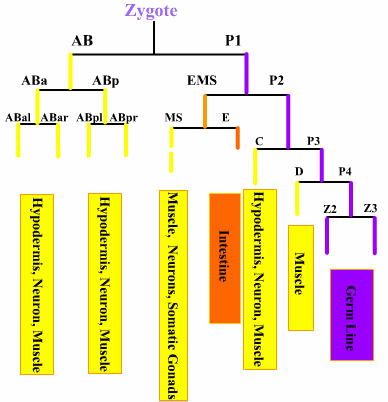 Zygote
AB P1
ABa ABp EMS P2
ABal ABar ABpl ABpr MS E C P3
D P4
Z2 Z3
Hypodermis, Neuron, Muscle
Hypodermis, Neuron, Muscle
Muscle, Neurons, Somatic Gonads
Intestine
Hypodermis, Neuron, Muscle
Muscle
Germ Line